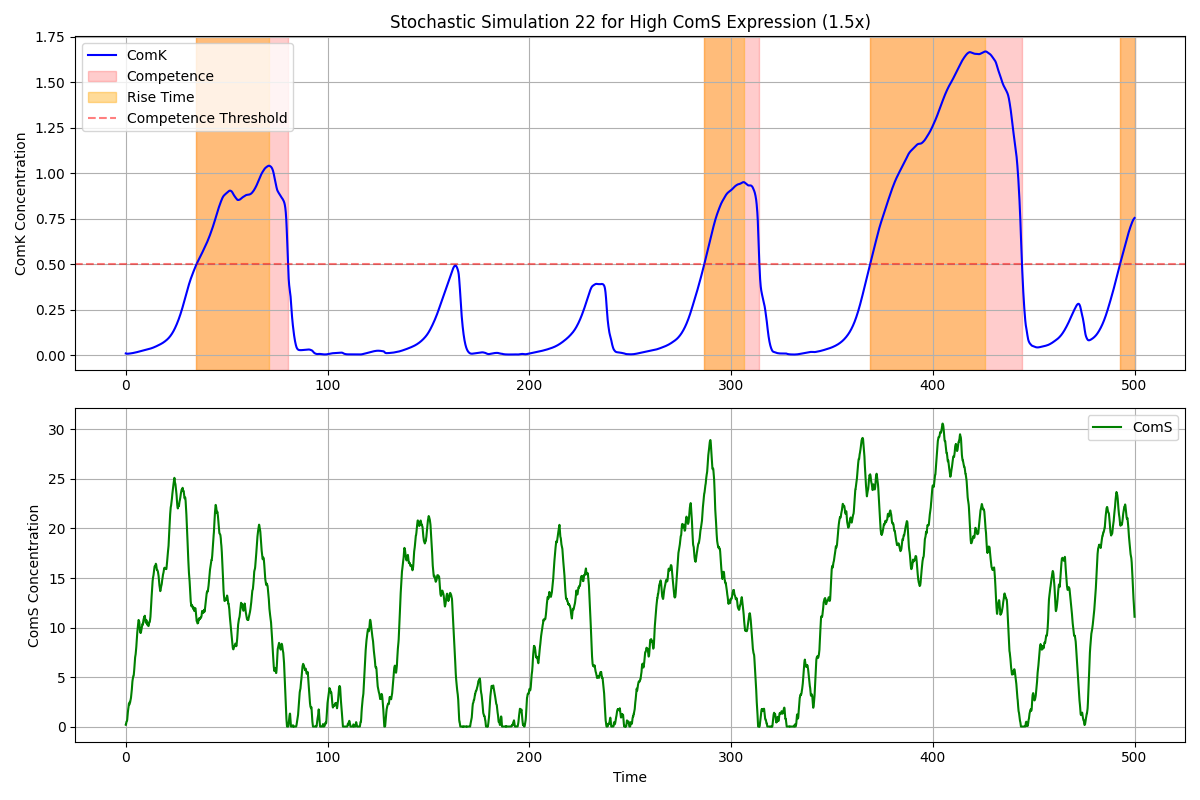 Stochastic Simulation 22 for High ComS Expression (1.5x)
ComK Concentration
1.75
1.50
1.25
1.00
0.75
0.50
0.25
0.00
ComK
Competence
Rise Time
Competence Threshold
0 100 200 300 400 500
ComS Concentration
30
25
20
15
10
5
0
ComS
0 100 200 300 400 500
Time